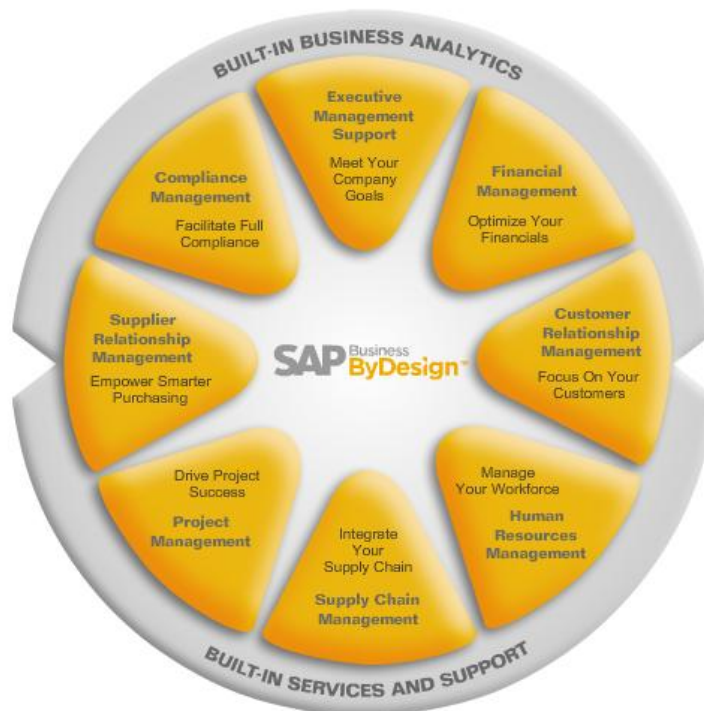 BUILT-IN BUSINESS ANALYTICS
Executive
Management
Support
Meet Your
Company
Goals
Financial
Management
Optimize Your
Financials
Customer
Relationship
Management
Focus On Your
Customers
Manage
Your Workforce
Human
Resources
Management
Integrate
Your
Supply Chain
Supply Chain
Management
Drive Project
Success
Project
Management
Supplier
Relationship
Management
Empower Smarter
Purchasing
Compliance
Management
Facilitate Full
Compliance
SAP Business
ByDesign™
BUILT-IN SERVICES AND SUPPORT